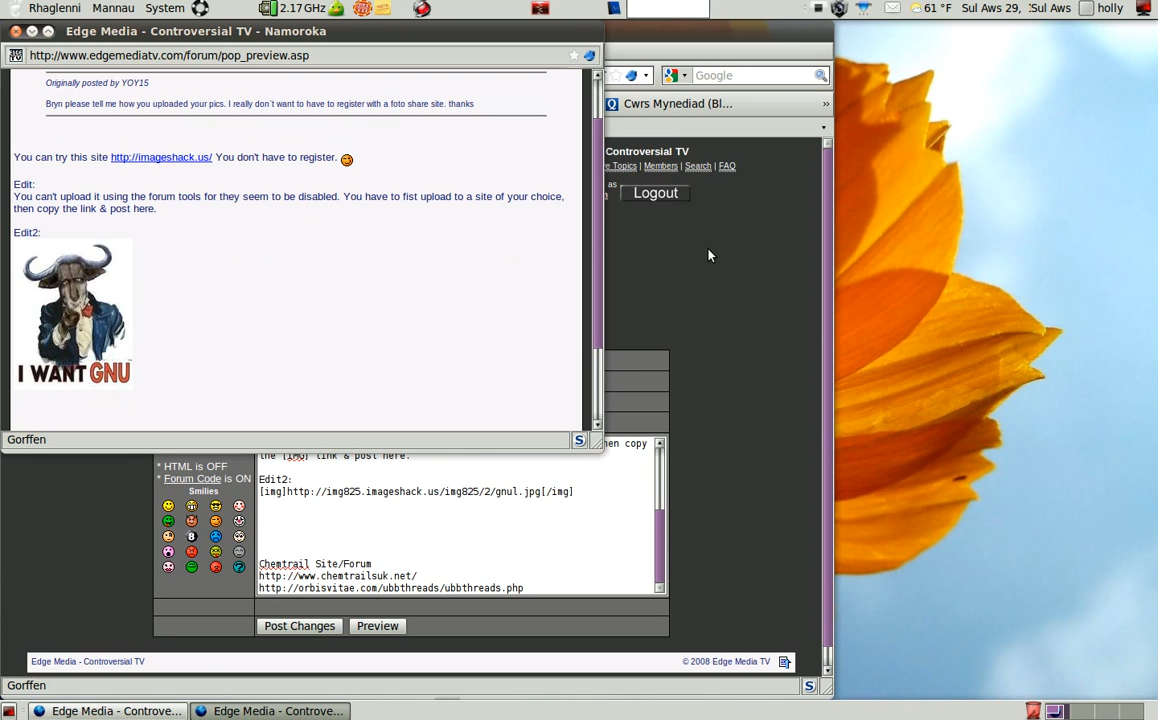 Rhaglenni Mannau System 2.17 GHz 61 °F Sul Aws 29, Sul Aws holly
Edge Media - Controversial TV - Namoroka
http://www.edgemediatv.com/forum/pop_preview.asp
Google
Cwrs Mynediad (Bl... »
Originally posted by YOY15
Bryn please tell me how you uploaded your pics. I really don´t want to have to register with a foto share site. thanks
Controversial TV
e Topics | Members | Search | FAQ
You can try this site http://imageshack.us/ You don't have to register.
as
Logout
Edit:
You can't upload it using the forum tools for they seem to be disabled. You have to fist upload to a site of your choice,
then copy the link & post here.
Edit2:
I WANT GNU
Gorffen
hen copy
the [IMG] link & post here.
* HTML is OFF
* Forum Code is ON
Smilies
Edit2:
[img]http://img825.imageshack.us/img825/2/gnul.jpg[/img]
Chemtrail Site/Forum
http://www.chemtrailsuk.net/
http://orbisvitae.com/ubbthreads/ubbthreads.php
Post Changes Preview
Edge Media - Controversial TV © 2008 Edge Media TV
Gorffen
Edge Media - Controve... Edge Media - Controve...